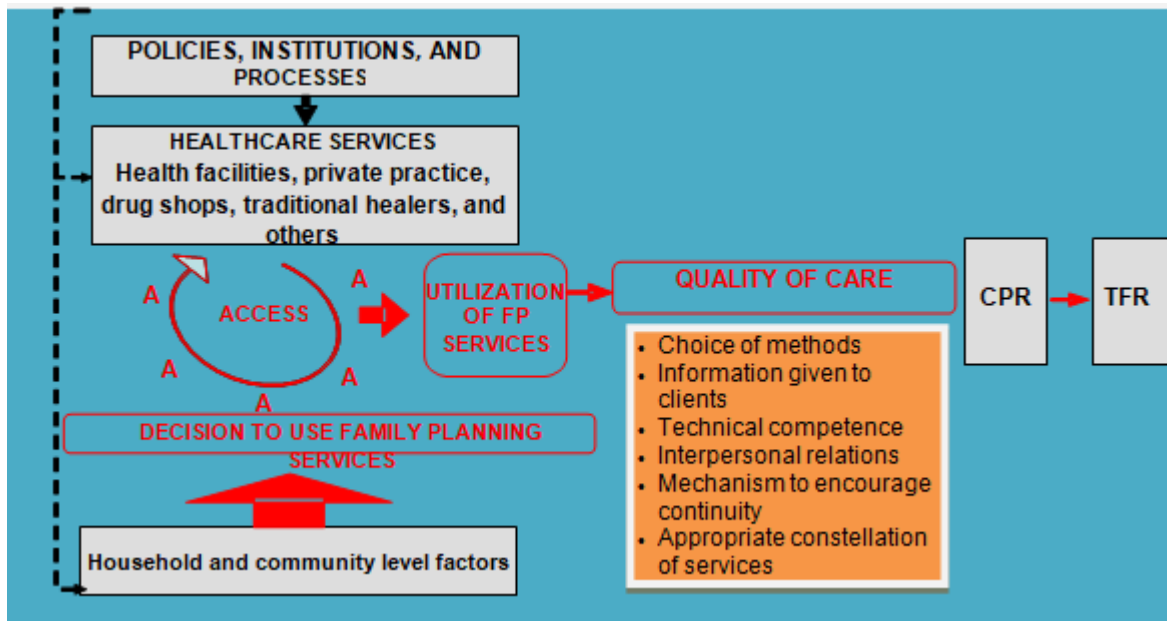 POLICIES, INSTITUTIONS, AND
PROCESSES
HEALTHCARE SERVICES
Health facilities, private practice,
drug shops, traditional healers, and
others
A
A
ACCESS
A
A
A
UTILIZATION
OF FP
SERVICES
QUALITY OF CARE
• Choice of methods
• Information given to
clients
• Technical competence
• Interpersonal relations
• Mechanism to encourage
continuity
• Appropriate constellation
of services
CPR
TFR
DECISION TO USE FAMILY PLANNING
SERVICES
Household and community level factors